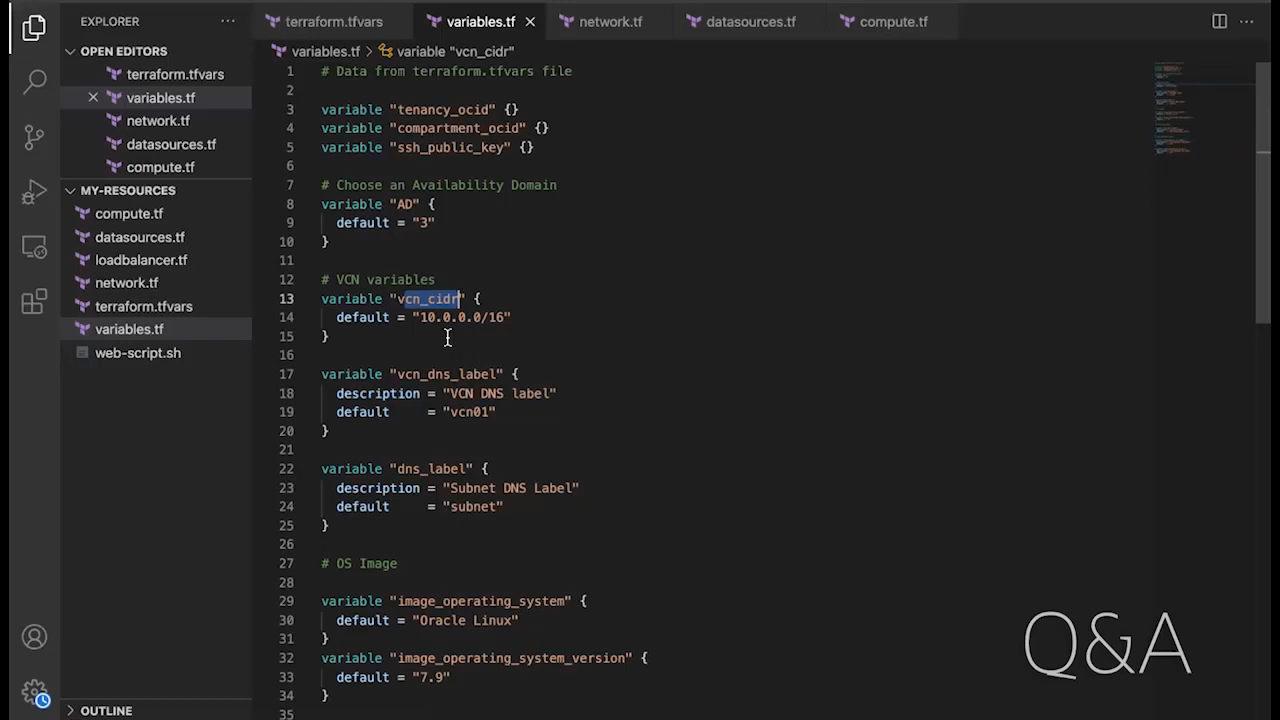 EXPLORER
OPEN EDITORS
terraform.tfvars
variables.tf
network.tf
datasources.tf
compute.tf
MY-RESOURCES
compute.tf
datasources.tf
loadbalancer.tf
network.tf
terraform.tfvars
variables.tf
web-script.sh
OUTLINE
terraform.tfvars variables.tf network.tf datasources.tf compute.tf
variables.tf > variable "vcn_cidr"
1 # Data from terraform.tfvars file
2
3 variable "tenancy_ocid" {}
4 variable "compartment_ocid" {}
5 variable "ssh_public_key" {}
6
7 # Choose an Availability Domain
8 variable "AD" {
9 default = "3"
10 }
11
12 # VCN variables
13 variable "vcn_cidr" {
14 default = "10.0.0.0/16"
15 }
16
17 variable "vcn_dns_label" {
18 description = "VCN DNS label"
19 default = "vcn01"
20 }
21
22 variable "dns_label" {
23 description = "Subnet DNS Label"
24 default = "subnet"
25 }
26
27 # OS Image
28
29 variable "image_operating_system" {
30 default = "Oracle Linux"
31 }
32 variable "image_operating_system_version" {
33 default = "7.9"
34 }
35
Q&A